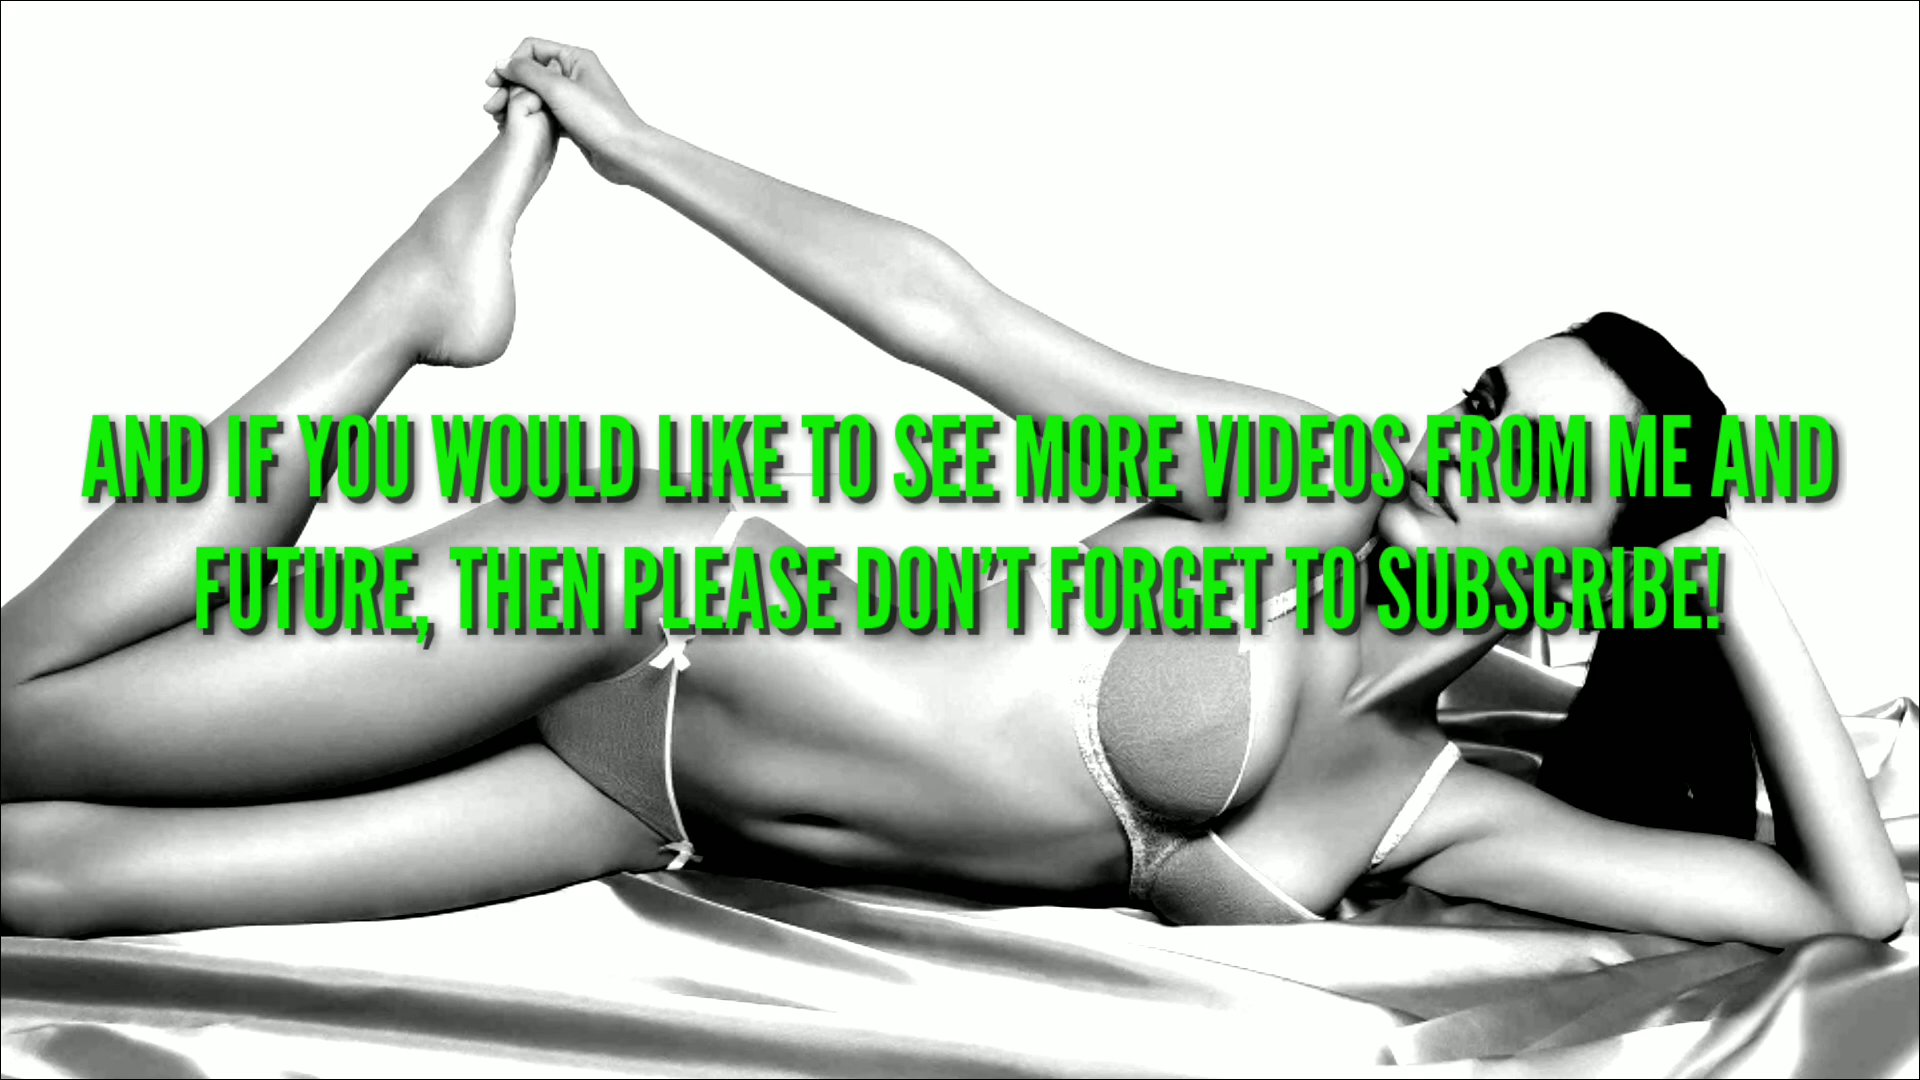 AND IF YOU WOULD LIKE TO SEE MORE VIDEOS FROM ME AND
FUTURE, THEN PLEASE DON'T FORGET TO SUBSCRIBE!